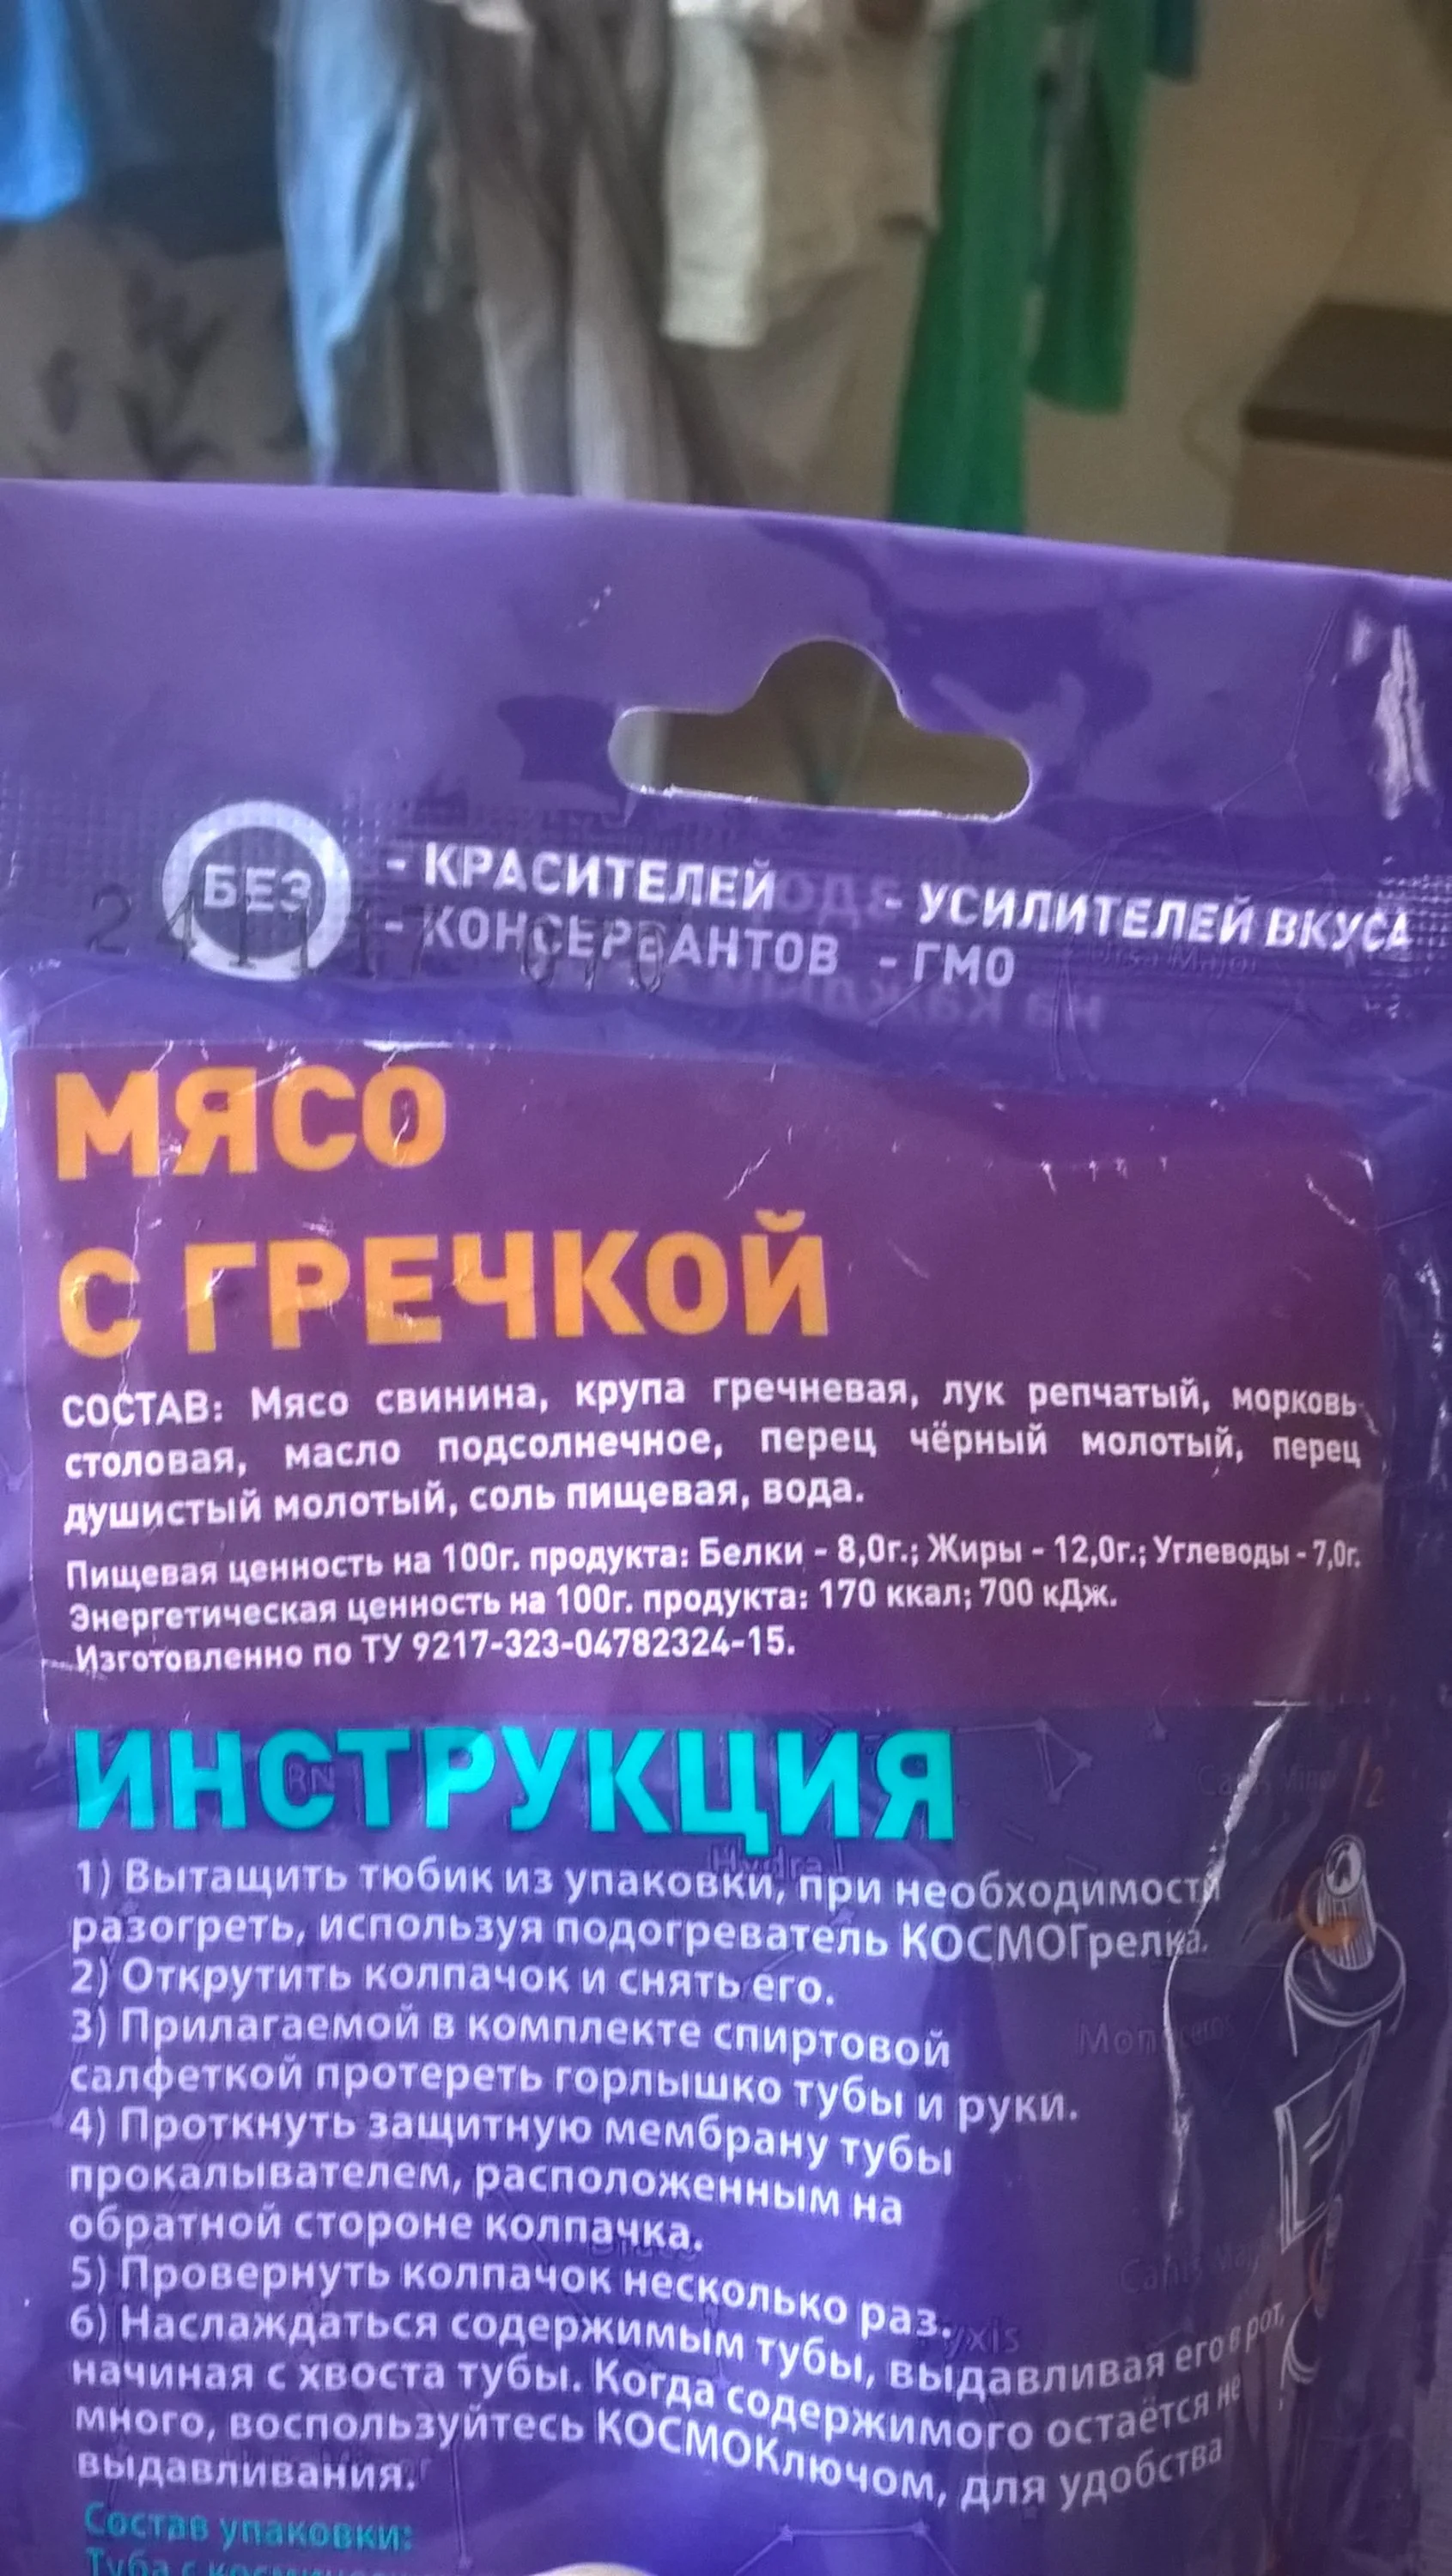 БЕЗ
- КРАСИТЕЛЕЙ - УСИЛИТЕЛЕЙ ВКУСА
- КОНСЕРВАНТОВ - ГМО
241117 070
МЯСО
С ГРЕЧКОЙ
СОСТАВ: Мясо свинина, крупа гречневая, лук репчатый, морковь
столовая, масло подсолнечное, перец чёрный молотый, перец
душистый молотый, соль пищевая, вода.
Пищевая ценность на 100г. продукта: Белки - 8,0г.; Жиры - 12,0г.; Углеводы - 7,0г.
Энергетическая ценность на 100г. продукта: 170 ккал; 700 кДж.
Изготовленно по ТУ 9217-323-04782324-15.
ИНСТРУКЦИЯ
1) Вытащить тюбик из упаковки, при необходимости
разогреть, используя подогреватель КОСМОГрелка.
2) Открутить колпачок и снять его.
3) Прилагаемой в комплекте спиртовой
салфеткой протереть горлышко тубы и руки.
4) Проткнуть защитную мембрану тубы
прокалывателем, расположенным на
обратной стороне колпачка.
5) Провернуть колпачок несколько раз.
6) Наслаждаться содержимым тубы, выдавливая его в рот,
начиная с хвоста тубы. Когда содержимого остаётся не
много, воспользуйтесь КОСМОКлючом, для удобства
выдавливания.
Состав упаковки:
Туба с